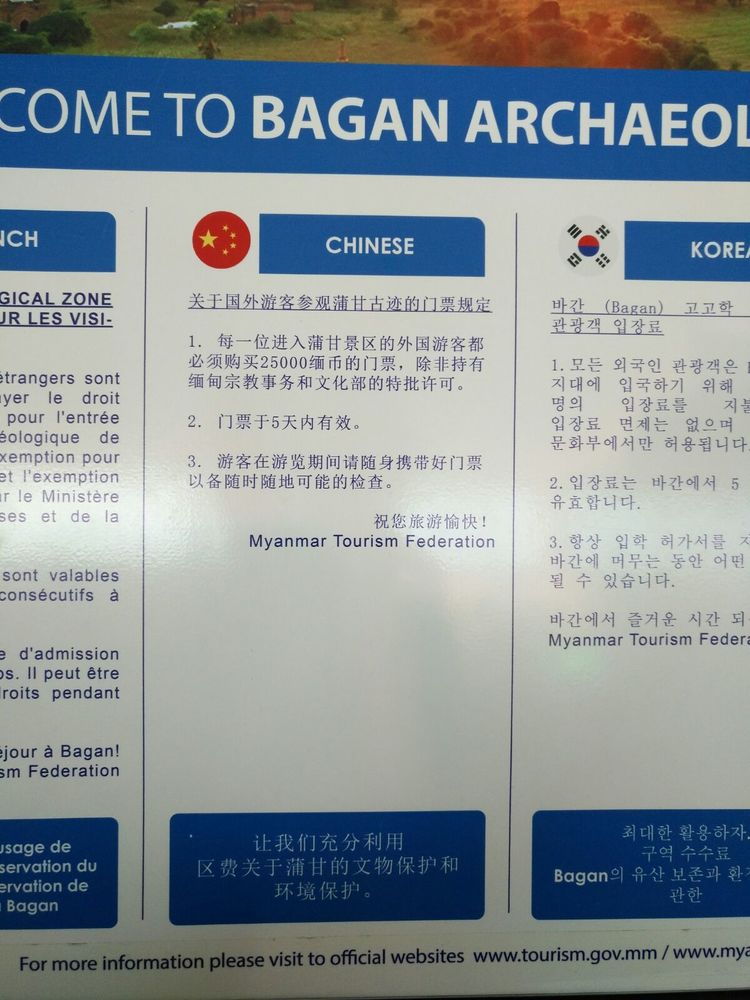 COME TO BAGAN ARCHAEOL
NCH
GICAL ZONE
UR LES VISI-
étrangers sont
ayer le droit
pour l'entrée
éologique de
exemption pour
et l'exemption
ar le Ministère
ses et de la
sont valables
consécutifs à
e d'admission
os. Il peut être
droits pendant
éjour à Bagan!
sm Federation
usage de
servation du
ervation de
à Bagan
CHINESE
关于国外游客参观蒲甘古迹的门票规定
1. 每一位进入蒲甘景区的外国游客都
必须购买25000缅币的门票，除非持有
缅甸宗教事务和文化部的特批许可。
2. 门票于5天内有效。
3. 游客在游览期间请随身携带好门票
以备随时随地可能的检查。
祝您旅游愉快！
Myanmar Tourism Federation
让我们充分利用
区费关于蒲甘的文物保护和
环境保护。
KOREA
바간 (Bagan) 고고학
관광객 입장료
1. 모든 외국인 관광객은
지대에 입국하기 위해
명의 입장료를 지불
입장료 면제는 없으며
문화부에서만 허용됩니다
2. 입장료는 바간에서 5
유효합니다.
3. 항상 입학 허가서를 지
바간에 머무는 동안 어떤
될 수 있습니다.
바간에서 즐거운 시간 되
Myanmar Tourism Federa
최대한 활용하자.
구역 수수료
Bagan의 유산 보존과 환경
관한
For more information please visit to official websites www.tourism.gov.mm / www.mya